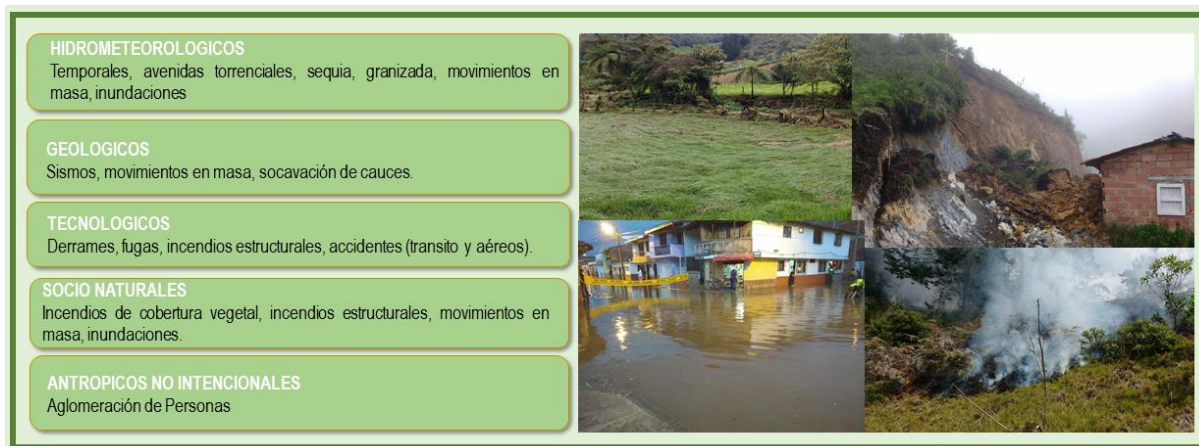 HIDROMETEOROLOGICOS
Temporales, avenidas torrenciales, sequia, granizada, movimientos en
masa, inundaciones
GEOLOGICOS
Sismos, movimientos en masa, socavación de cauces.
TECNOLOGICOS
Derrames, fugas, incendios estructurales, accidentes (transito y aéreos).
SOCIO NATURALES
Incendios de cobertura vegetal, incendios estructurales, movimientos en
masa, inundaciones.
ANTROPICOS NO INTENCIONALES
Aglomeración de Personas